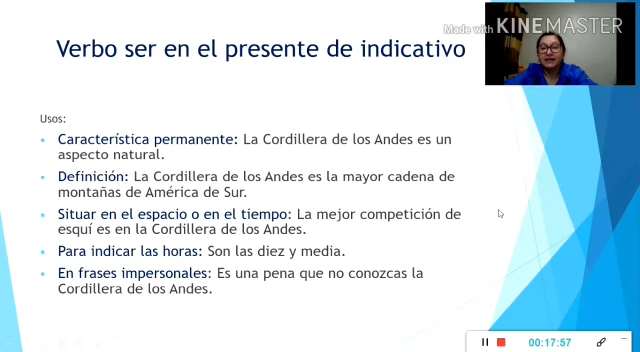 Made with KINEMASTER
Verbo ser en el presente de indicativo
Usos:
Característica permanente: La Cordillera de los Andes es un
aspecto natural.
Definición: La Cordillera de los Andes es la mayor cadena de
montañas de América de Sur.
Situar en el espacio o en el tiempo: La mejor competición de
esquí es en la Cordillera de los Andes.
Para indicar las horas: Son las diez y media.
En frases impersonales: Es una pena que no conozcas la
Cordillera de los Andes.
00:17:57